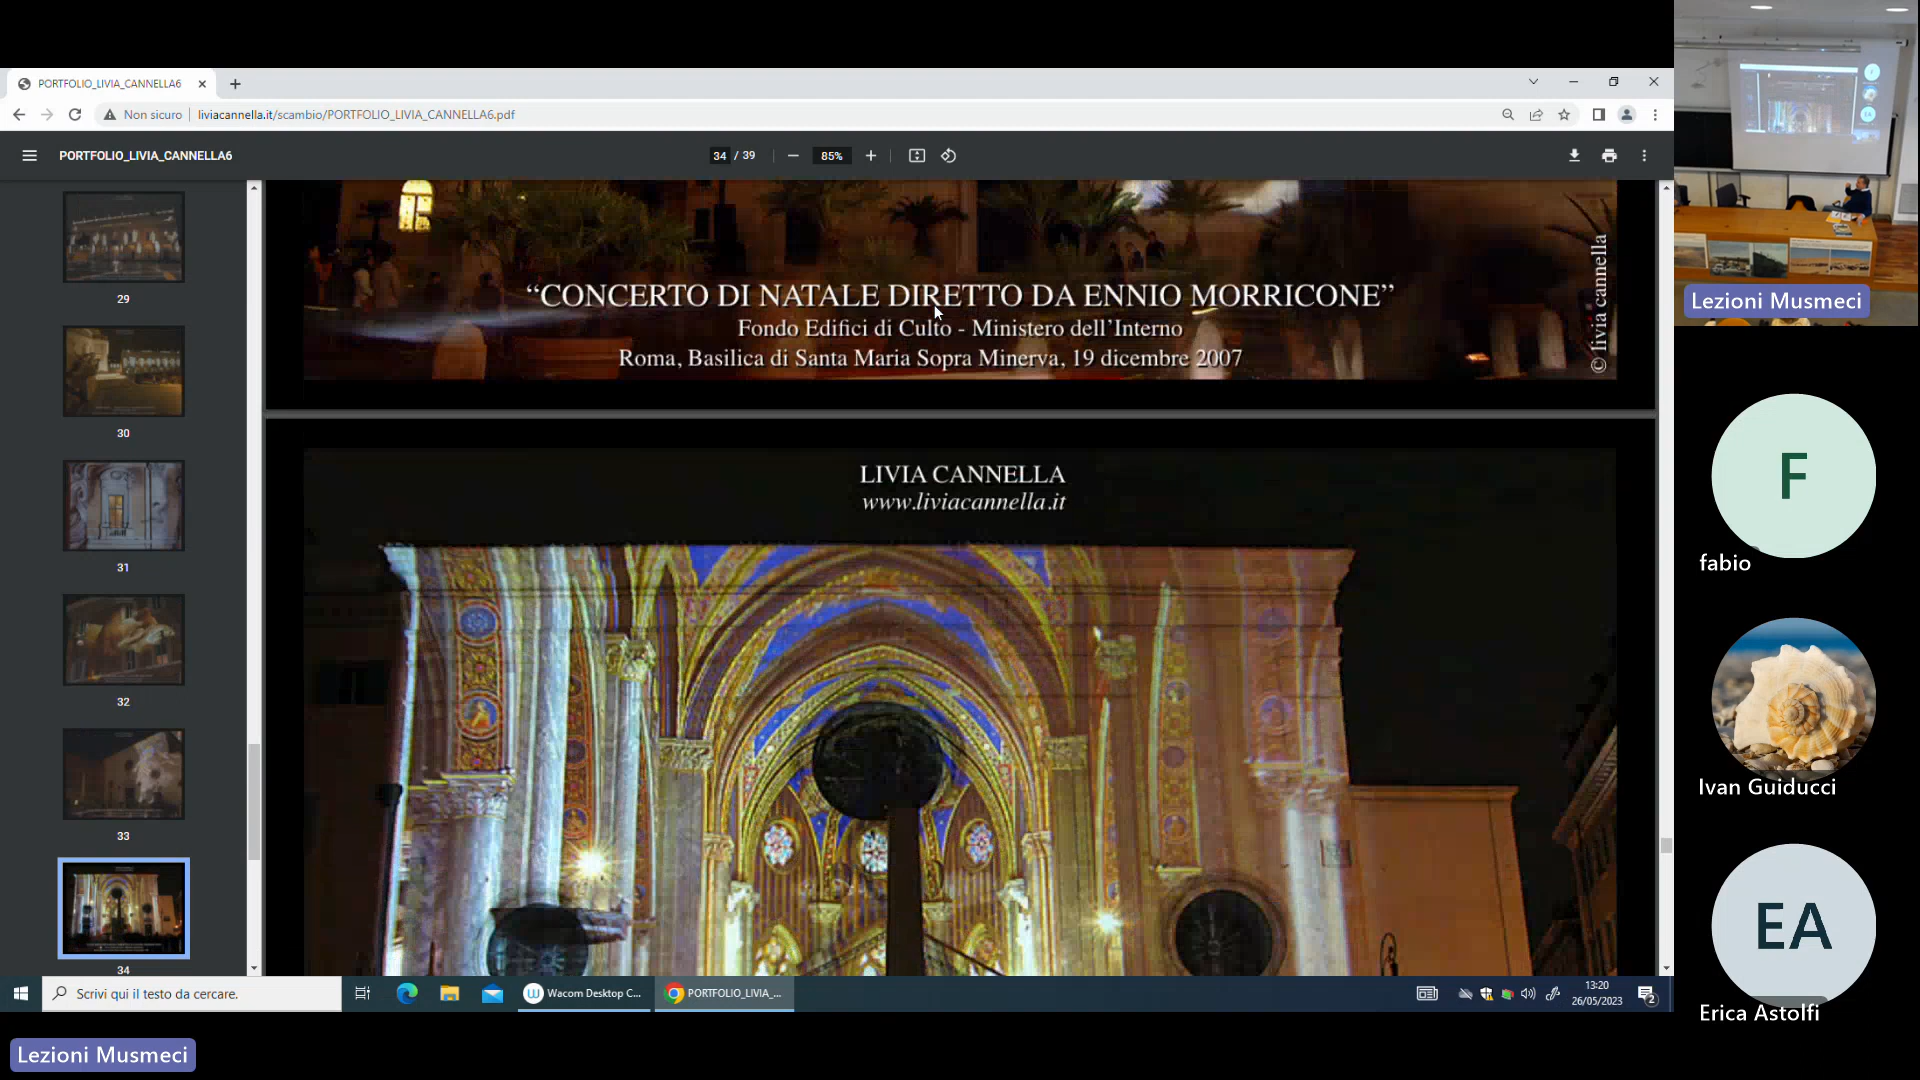 PORTFOLIO_LIVIA_CANNELLA6
Non sicuro
liviacannella.it/scambio/PORTFOLIO_LIVIA_CANNELLA6.pdf
PORTFOLIO_LIVIA_CANNELLA6
34 / 39
85%
29
30
31
32
33
34
“CONCERTO DI NATALE DIRETTO DA ENNIO MORRICONE”
Fondo Edifici di Culto - Ministero dell’Interno
Roma, Basilica di Santa Maria Sopra Minerva, 19 dicembre 2007
© livia cannella
LIVIA CANNELLA
www.liviacannella.it
Scrivi qui il testo da cercare.
Wacom Desktop C...
PORTFOLIO_LIVIA_...
13:20
26/05/2023
2
Lezioni Musmeci
F
fabio
Ivan Guiducci
EA
Erica Astolfi
Lezioni Musmeci